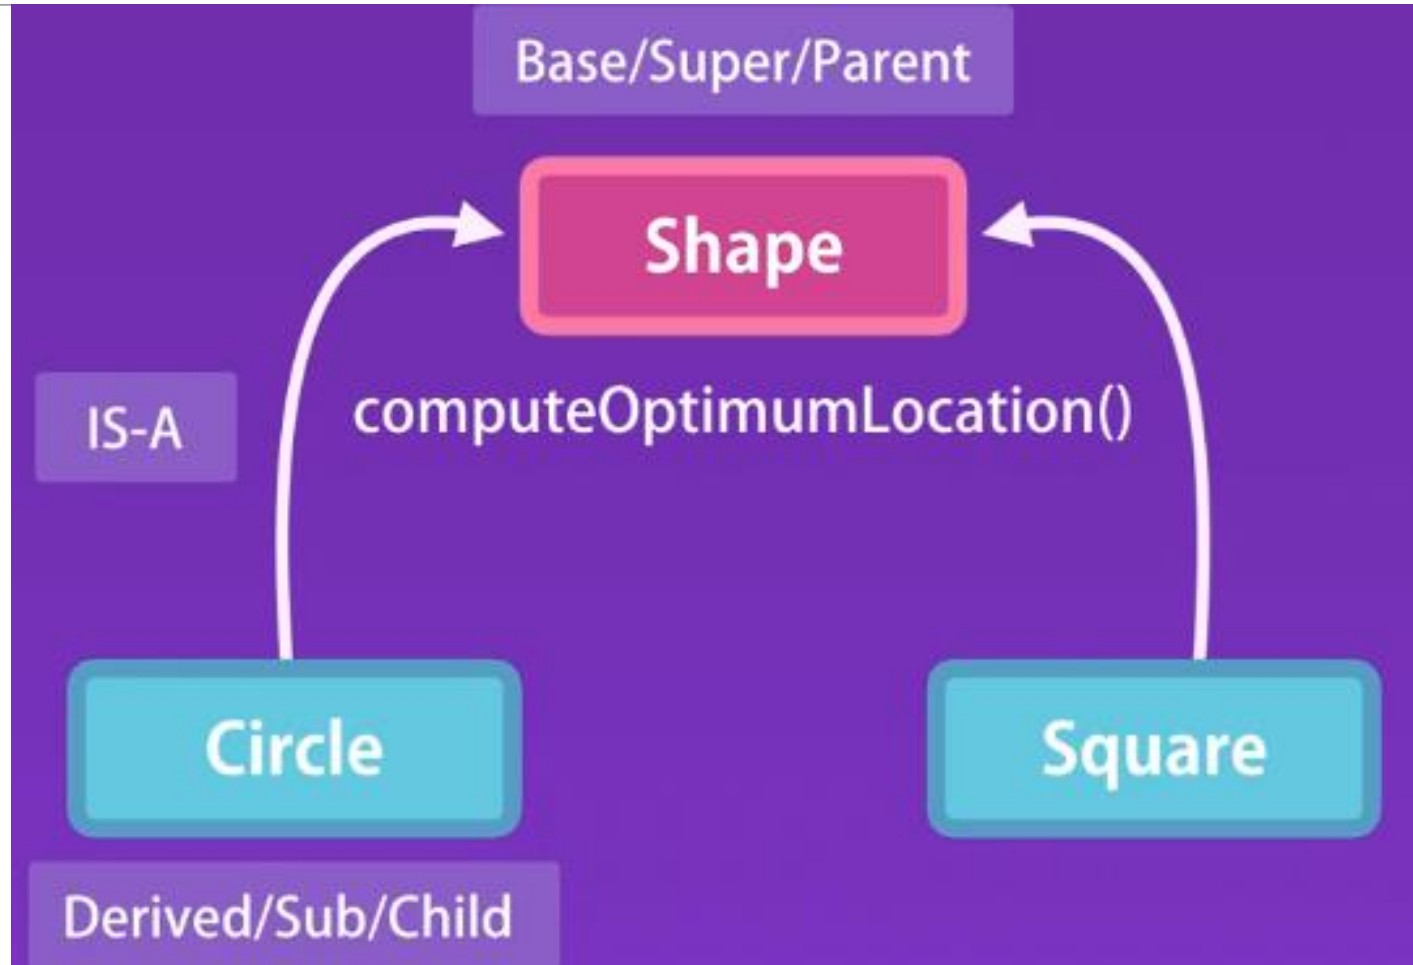 Base/Super/Parent
Shape
IS-A
computeOptimumLocation()
Circle
Square
Derived/Sub/Child